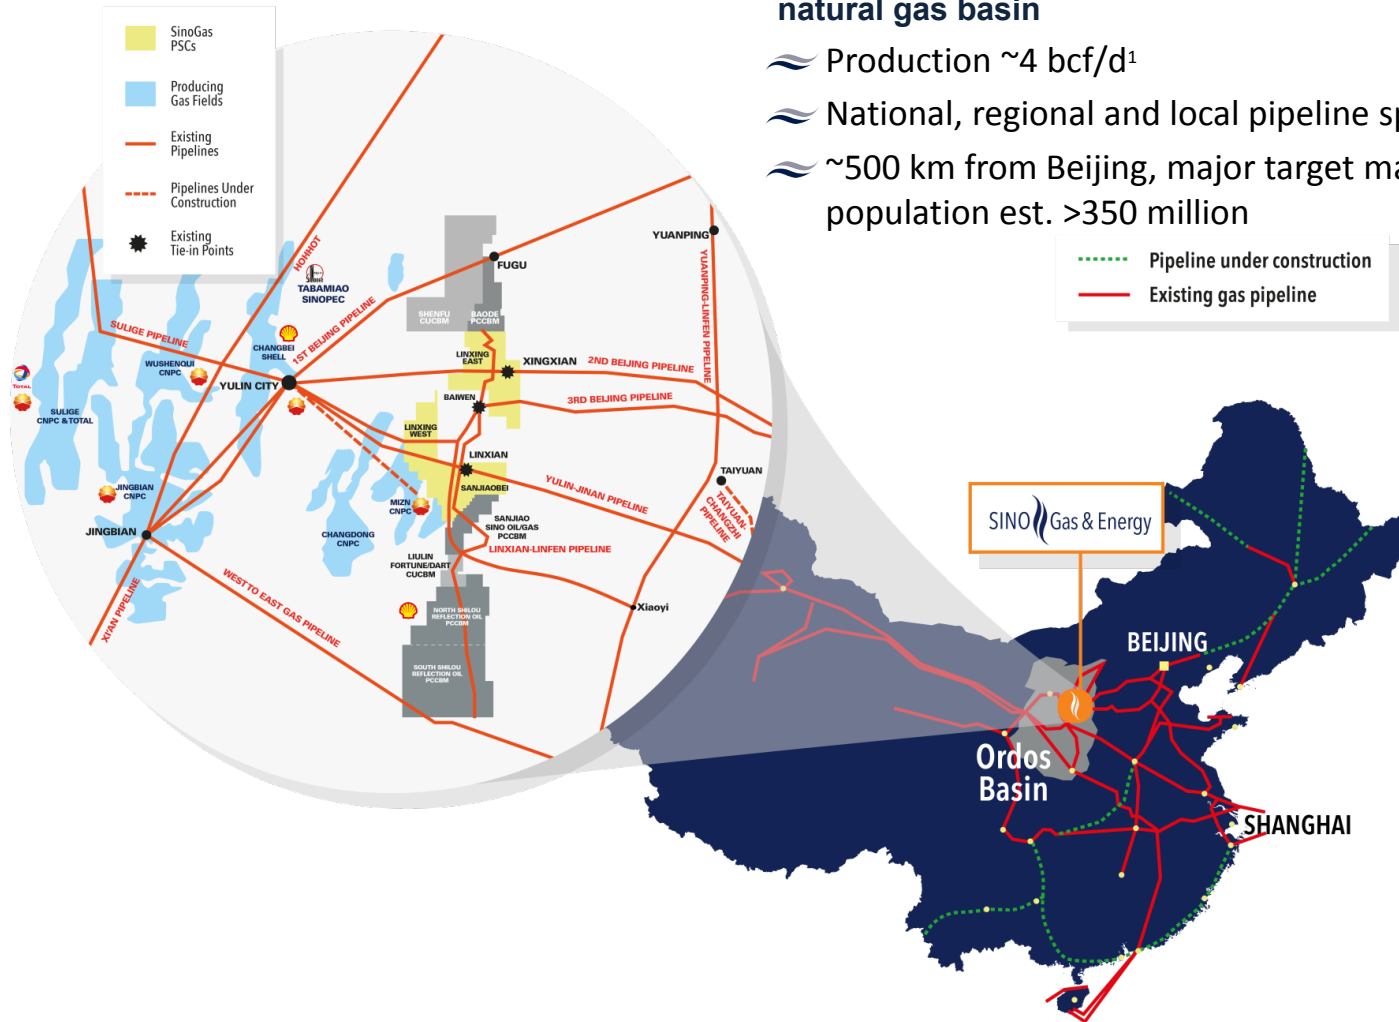 natural gas basin
Production ~4 bcf/d1
National, regional and local pipeline
~500 km from Beijing, major target
population est. >350 million
SinoGas
PSCs
Producing
Gas Fields
Existing
Pipelines
Pipelines Under
Construction
Existing
Tie-in Points
Pipeline under construction
Existing gas pipeline
HOHHOT
TABAMIAO
SINOPEC
FUGU
YUANPING
YUANPING-LINFEN PIPELINE
SHENFU
CUCBM
BAODE
PCCBM
1ST BEIJING PIPELINE
SULIGE PIPELINE
CHANGBEI
SHELL
WUSHENQI
CNPC
YULIN CITY
TOTAL
SULIGE
CNPC & TOTAL
LINXING
EAST
XINGXIAN
2ND BEIJING PIPELINE
BAIWEN
3RD BEIJING PIPELINE
LINXING
WEST
LINXIAN
SANJIAOBEI
YULIN-JINAN PIPELINE
TAIYUAN
TAIYUAN-
CHANGZHI
PIPELINE
JINGBIAN
CNPC
JINGBIAN
MIZN
CNPC
CHANGDONG
CNPC
SANJIAO
SINO OIL/GAS
PCCBM
LINXIAN-LINFEN PIPELINE
LIULIN
FORTUNE/DART
CUCBM
XI'AN PIPELINE
WEST TO EAST GAS PIPELINE
NORTH SHILOU
REFLECTION OIL
PCCBM
Xiaoyi
SOUTH SHILOU
REFLECTION OIL
PCCBM
SINO Gas & Energy
BEIJING
Ordos
Basin
SHANGHAI